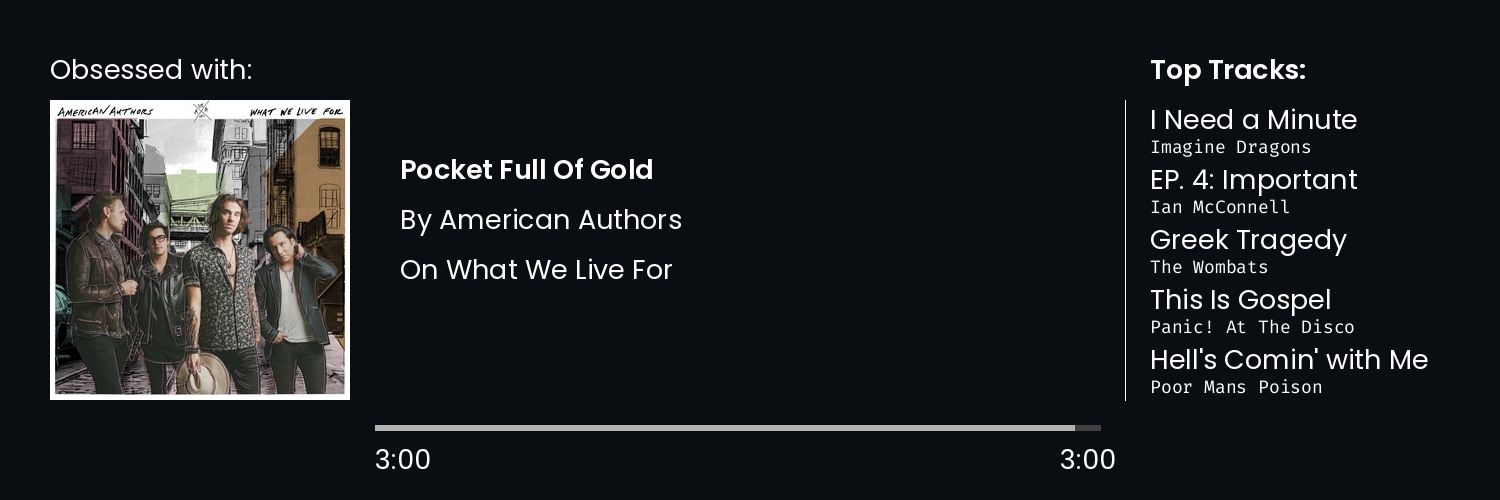 Obsessed with:
AMERICAN AUTHORS
WHAT WE LIVE FOR
Pocket Full Of Gold
By American Authors
On What We Live For
3:00
3:00
Top Tracks:
I Need a Minute
Imagine Dragons
EP. 4: Important
Ian McConnell
Greek Tragedy
The Wombats
This Is Gospel
Panic! At The Disco
Hell's Comin' with Me
Poor Mans Poison